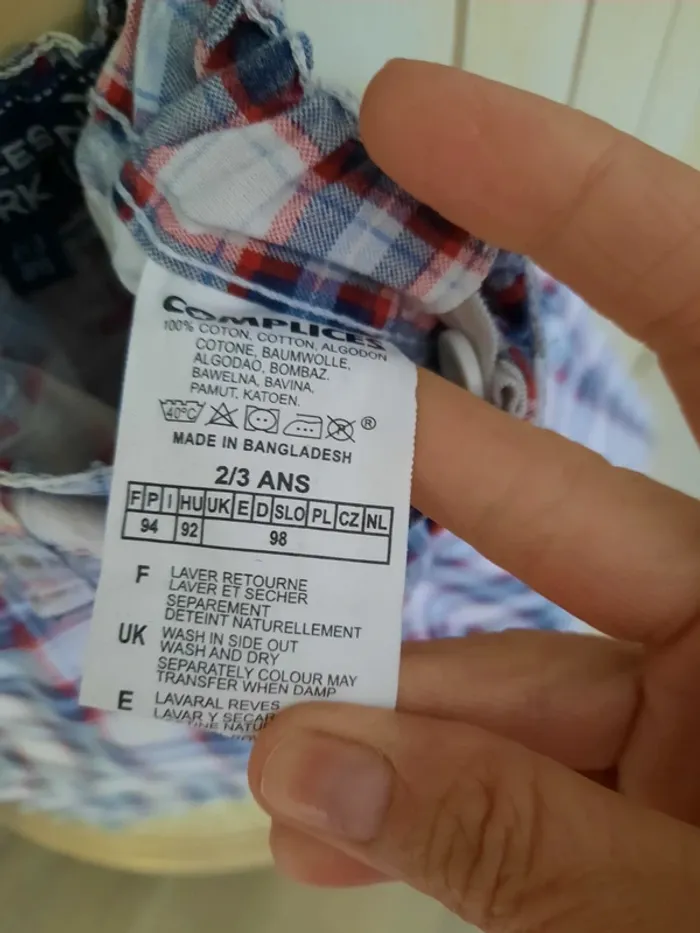 COMPLICES
100% COTON, COTTON, ALGODON
COTONE, BAUMWOLLE,
ALGODAO, BOMBAZ.
BAWELNA, BAVINA.
PAMUT, KATOEN.
40°C ®
MADE IN BANGLADESH
2/3 ANS
F P I HU UK E D SLO PL CZ NL
94 92 98
F LAVER RETOURNE
LAVER ET SECHER
SEPAREMENT
DETEINT NATURELLEMENT
UK WASH IN SIDE OUT
WASH AND DRY
SEPARATELY COLOUR MAY
TRANSFER WHEN DAMP
E LAVARAL REVES
LAVAR Y SECAR